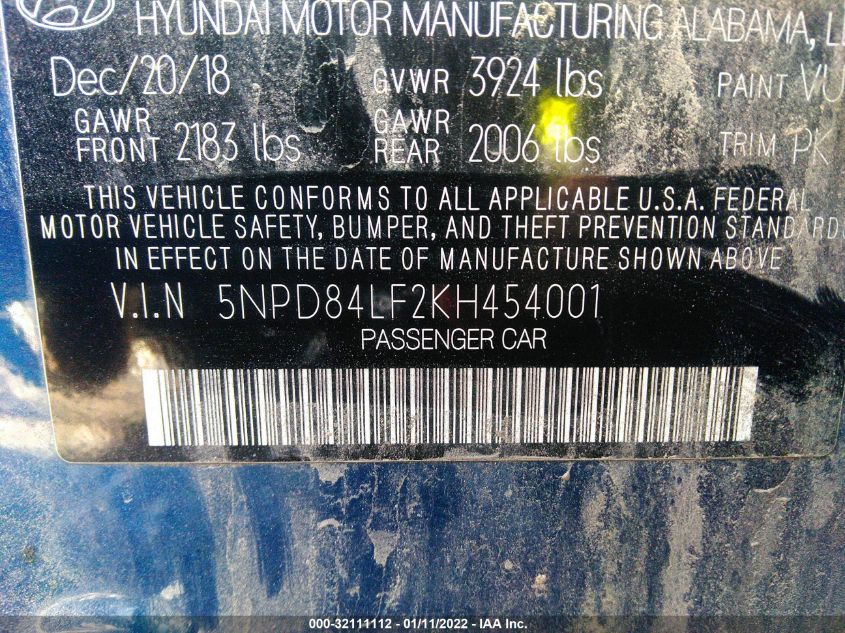 HYUNDAI MOTOR MANUFACTURING ALABAMA,
Dec/20/18 GVWR 3924 lbs PAINT VU
GAWR FRONT 2183 lbs GAWR REAR 2006 lbs TRIM PK
THIS VEHICLE CONFORMS TO ALL APPLICABLE U.S.A. FEDERAL
MOTOR VEHICLE SAFETY, BUMPER, AND THEFT PREVENTION STANDARDS
IN EFFECT ON THE DATE OF MANUFACTURE SHOWN ABOVE
V.I.N 5NPD84LF2KH454001
PASSENGER CAR
000-32111112 - 01/11/2022 - IAA Inc.